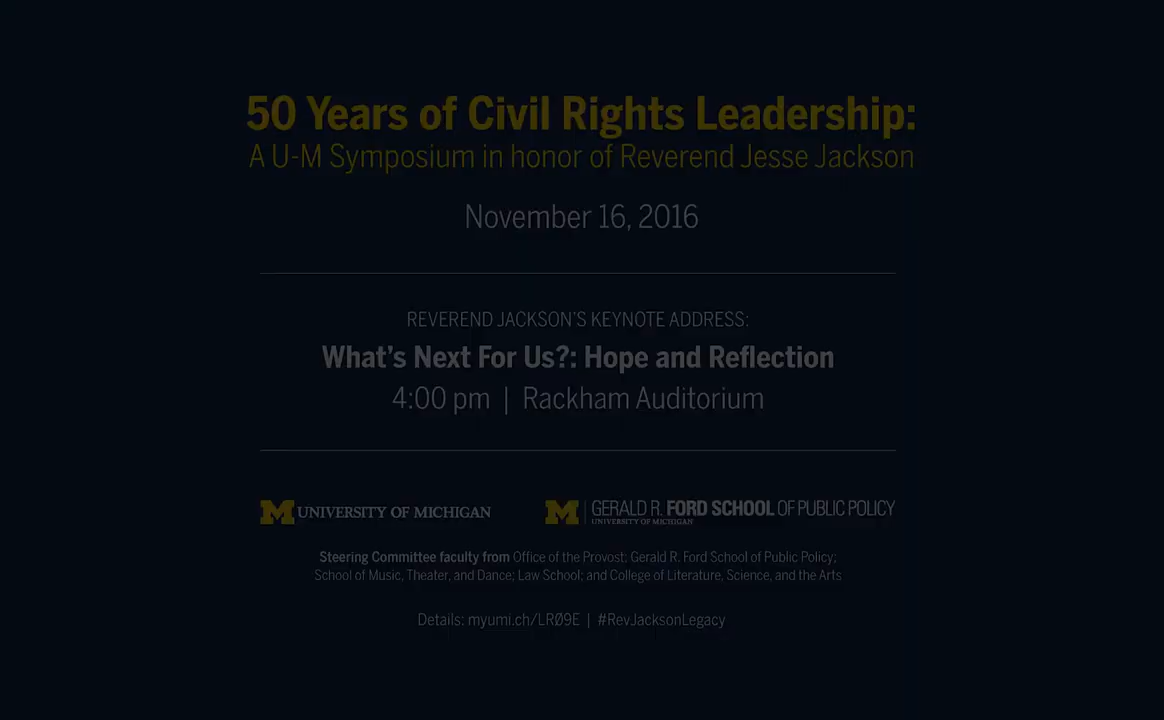 50 Years of Civil Rights Leadership:
A U-M Symposium in honor of Reverend Jesse Jackson
November 16, 2016
REVEREND JACKSON'S KEYNOTE ADDRESS:
What's Next For Us?: Hope and Reflection
4:00 pm | Rackham Auditorium
M UNIVERSITY OF MICHIGAN
M | GERALD R. FORD SCHOOL OF PUBLIC POLICY
UNIVERSITY OF MICHIGAN
Steering Committee faculty from Office of the Provost; Gerald R. Ford School of Public Policy;
School of Music, Theater, and Dance; Law School; and College of Literature, Science, and the Arts
Details: myumi.ch/LRØ9E | #RevJacksonLegacy